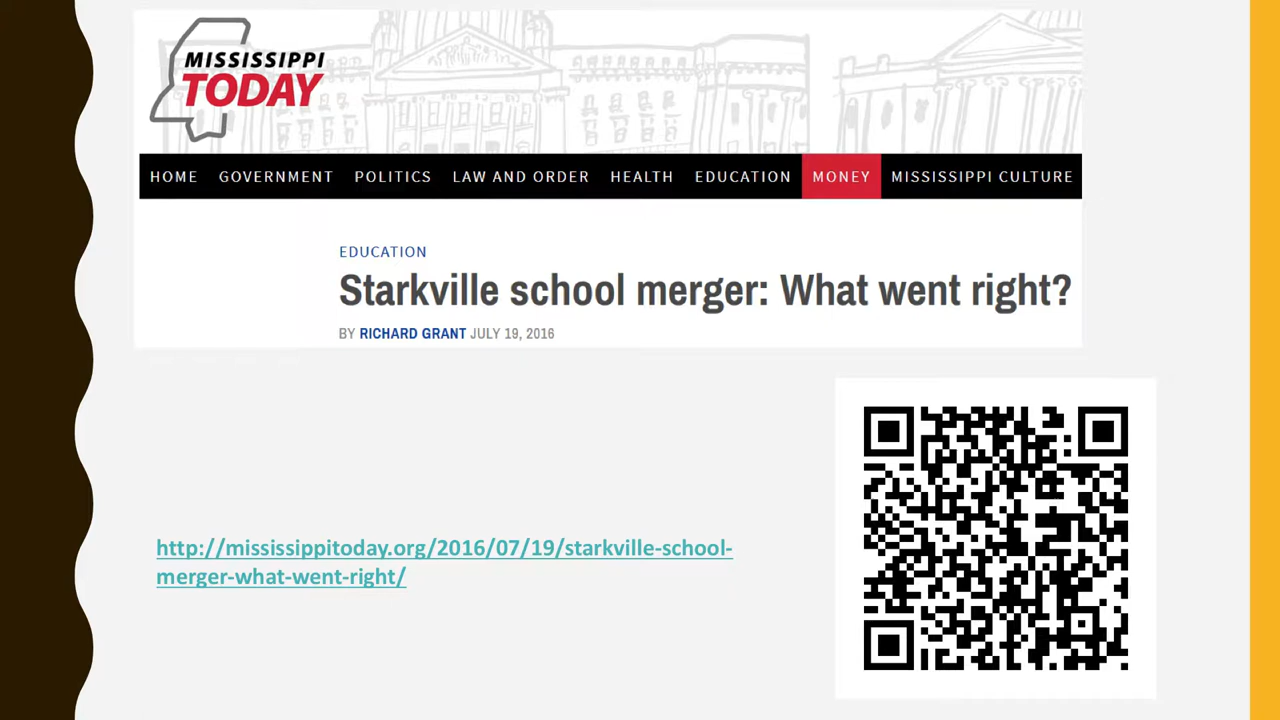 MISSISSIPPI
TODAY
HOME GOVERNMENT POLITICS LAW AND ORDER HEALTH EDUCATION MONEY MISSISSIPPI CULTURE
EDUCATION
Starkville school merger: What went right?
BY RICHARD GRANT JULY 19, 2016
http://mississippitoday.org/2016/07/19/starkville-school-
merger-what-went-right/